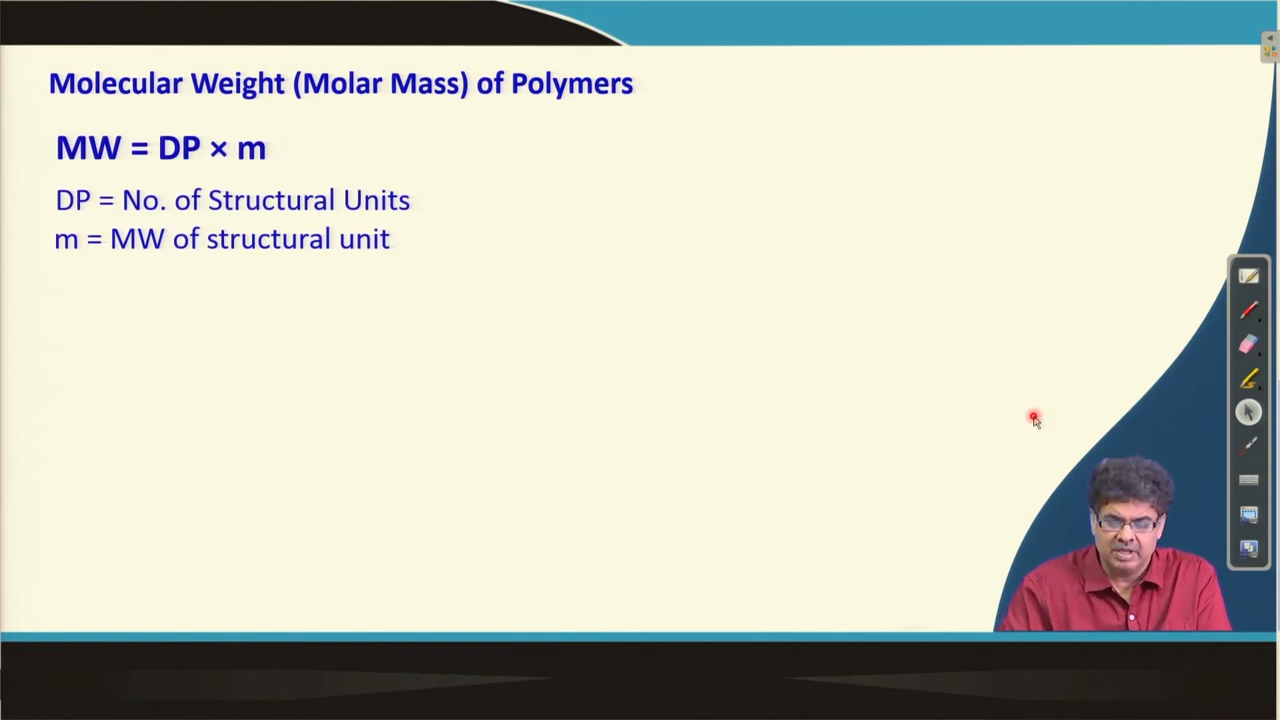 Molecular Weight (Molar Mass) of Polymers
MW = DP × m
DP = No. of Structural Units
m = MW of structural unit